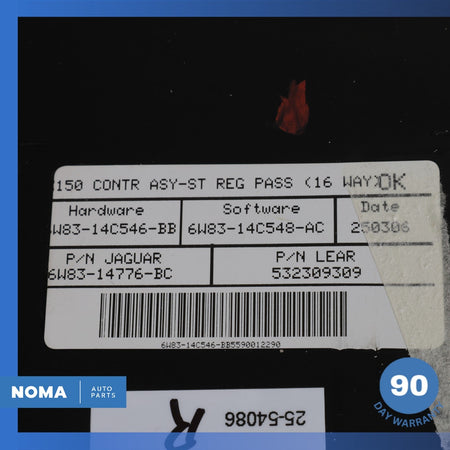 X150 CONTR ASY-ST REG PASS (16 WAY) OK
Hardware Software Date
6W83-14C546-BB 6W83-14C548-AC 250306
P/N JAGUAR P/N LEAR
6W83-14776-BC 532309309
6W83-14C546-BB5590012290
R 25-54086
NOMA AUTO PARTS
90 DAY WARRANTY